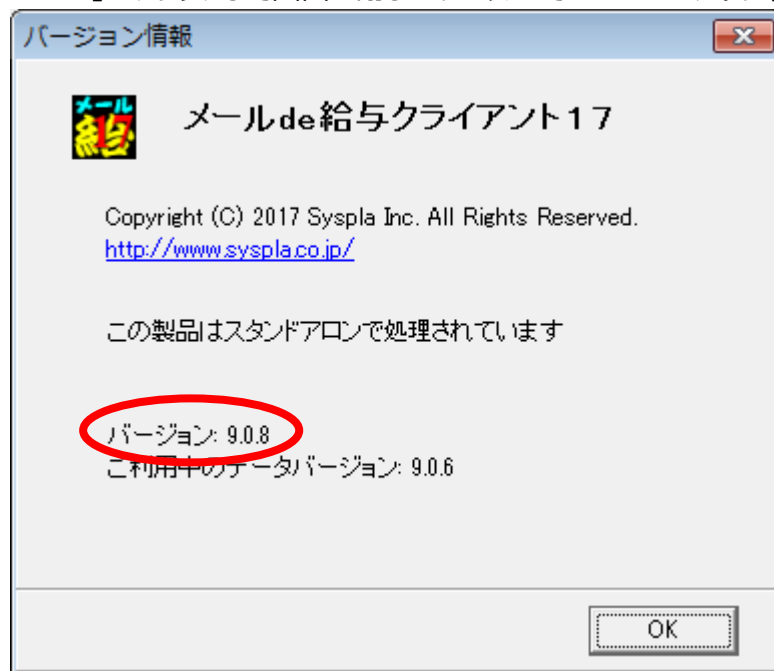 バージョン情報
メール
給
17
メールde給与クライアント17
Copyright (C) 2017 Syspla Inc. All Rights Reserved.
http://www.syspla.co.jp/
この製品はスタンドアロンで処理されています
バージョン: 9.0.8
ご利用中のデータバージョン: 9.0.6
OK